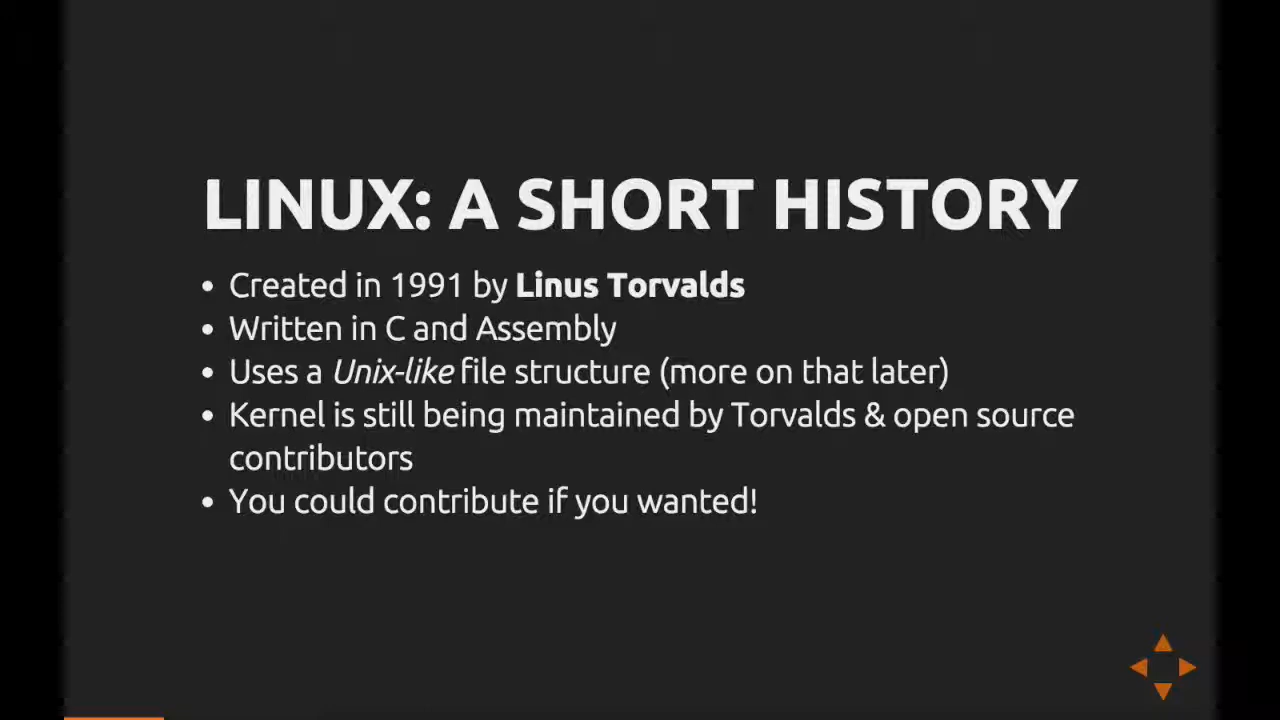 LINUX: A SHORT HISTORY
• Created in 1991 by Linus Torvalds
• Written in C and Assembly
• Uses a Unix-like file structure (more on that later)
• Kernel is still being maintained by Torvalds & open source
contributors
• You could contribute if you wanted!